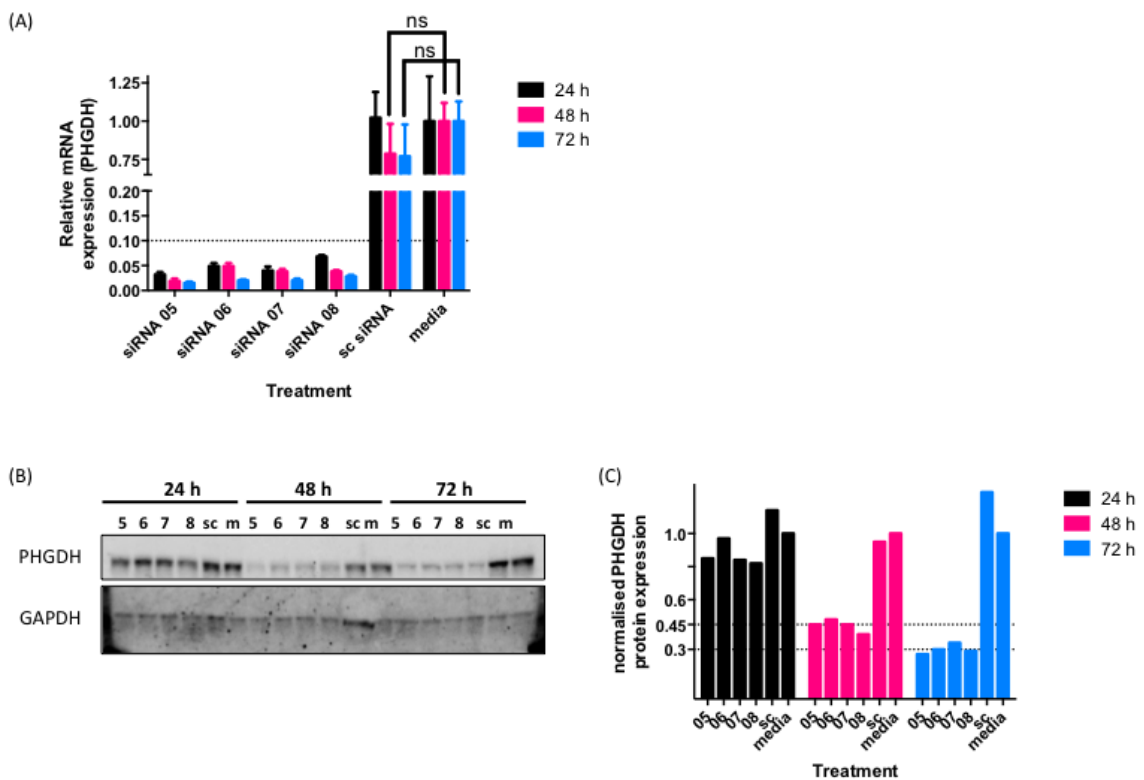 (A)
ns
ns
Relative mRNA
expression (PHGDH)
1.25
1.00
0.75
0.20
0.15
0.10
0.05
0.00
24 h
48 h
72 h
siRNA 05
siRNA 06
siRNA 07
siRNA 08
sc siRNA
media
Treatment
(B)
24 h 48 h 72 h
5 6 7 8 sc m 5 6 7 8 sc m 5 6 7 8 sc m
PHGDH
GAPDH
(C)
normalised PHGDH
protein expression
1.0
0.6
0.45
0.3
24 h
48 h
72 h
05 06 07 08 sc media 05 06 07 08 sc media 05 06 07 08 sc media
Treatment